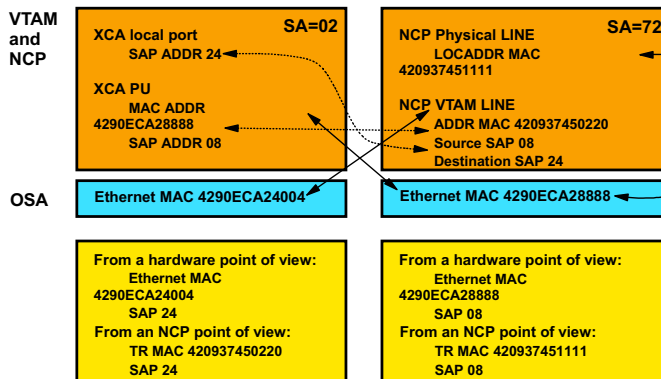 VTAM
and
NCP
SA=02
XCA local port
SAP ADDR 24
XCA PU
MAC ADDR
4290ECA28888
SAP ADDR 08
SA=72
NCP Physical LINE
LOCADDR MAC
420937451111
NCP VTAM LINE
ADDR MAC 420937450220
Source SAP 08
Destination SAP 24
OSA
Ethernet MAC 4290ECA24004
Ethernet MAC 4290ECA28888
From a hardware point of view:
Ethernet MAC
4290ECA24004
SAP 24
From an NCP point of view:
TR MAC 420937450220
SAP 24
From a hardware point of view:
Ethernet MAC
4290ECA28888
SAP 08
From an NCP point of view:
TR MAC 420937451111
SAP 08